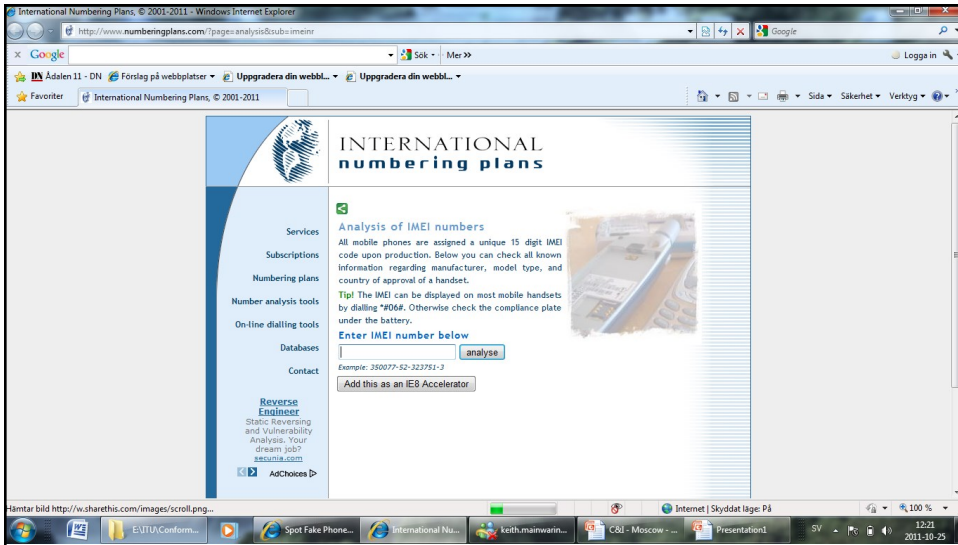 International Numbering Plans, © 2001-2011 - Windows Internet Explorer
http://www.numberingplans.com/?page=analysis&sub=imeinr
Google
x Google
Sök
Mer >>
Logga in
DN Ådalen 11 - DN
Förslag på webbplatser
Uppgradera din webbl...
Uppgradera din webbl...
Favoriter
International Numbering Plans, © 2001-2011
Sida
Säkerhet
Verktyg
INTERNATIONAL
numbering plans
Services
Subscriptions
Numbering plans
Number analysis tools
On-line dialling tools
Databases
Contact
Reverse
Engineer
Static Reversing
and Vulnerability
Analysis. Your
dream job?
secunia.com
AdChoices
Analysis of IMEI numbers
All mobile phones are assigned a unique 15 digit IMEI
code upon production. Below you can check all known
information regarding manufacturer, model type, and
country of approval of a handset.
Tip! The IMEI can be displayed on most mobile handsets
by dialling *#06#. Otherwise check the compliance plate
under the battery.
Enter IMEI number below
analyse
Example: 350077-52-323751-3
Add this as an IE8 Accelerator
Hämtar bild http://w.sharethis.com/images/scroll.png...
Internet | Skyddat läge: På
100 %
E:\ITU\Conform...
Spot Fake Phone...
International Nu...
keith.mainwarin...
C&I - Moscow - ...
Presentation1
SV
12:21
2011-10-25